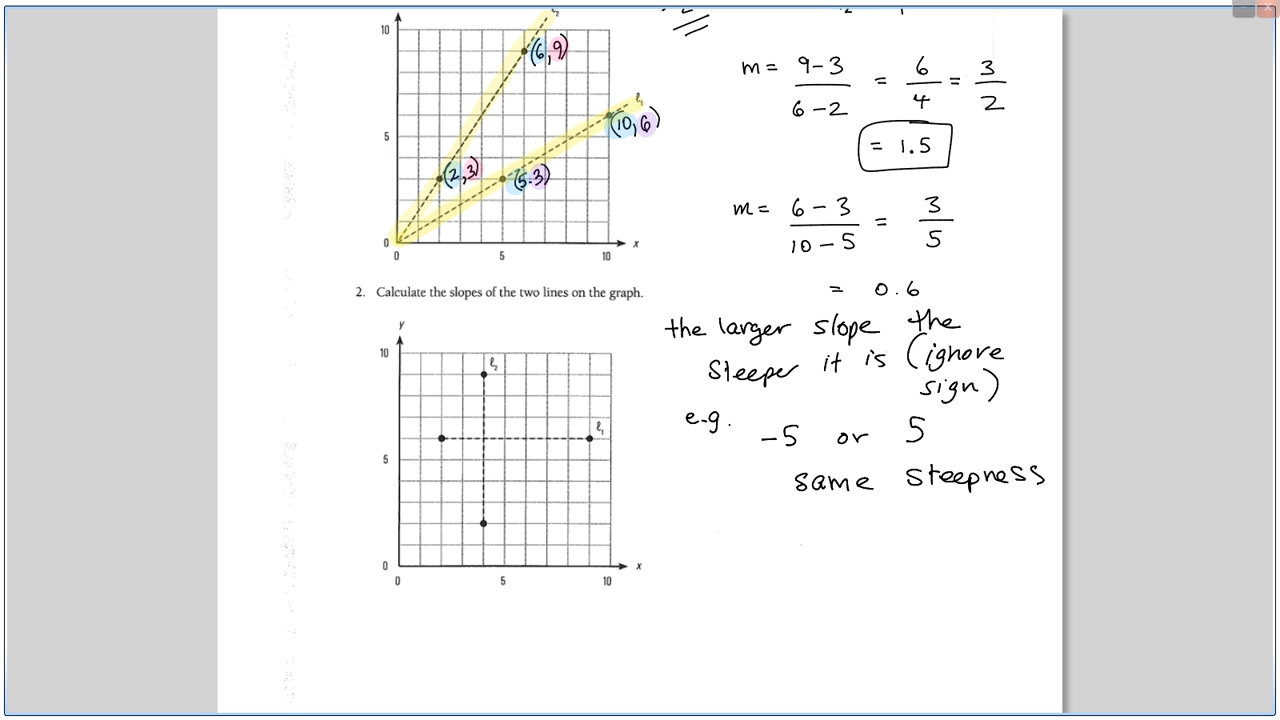 10
(6,9)
ℓ₁
(10,6)
5
(2,3)
(5.3)
0
x
0
5
10
m = 9-3 / 6-2 = 6/4 = 3/2
= 1.5
m = 6-3 / 10-5 = 3/5
= 0.6
2. Calculate the slopes of the two lines on the graph.
y
10
ℓ₂
ℓ₁
5
0
x
0
5
10
the larger slope the
steeper it is (ignore
sign)
e.g. -5 or 5
same steepness